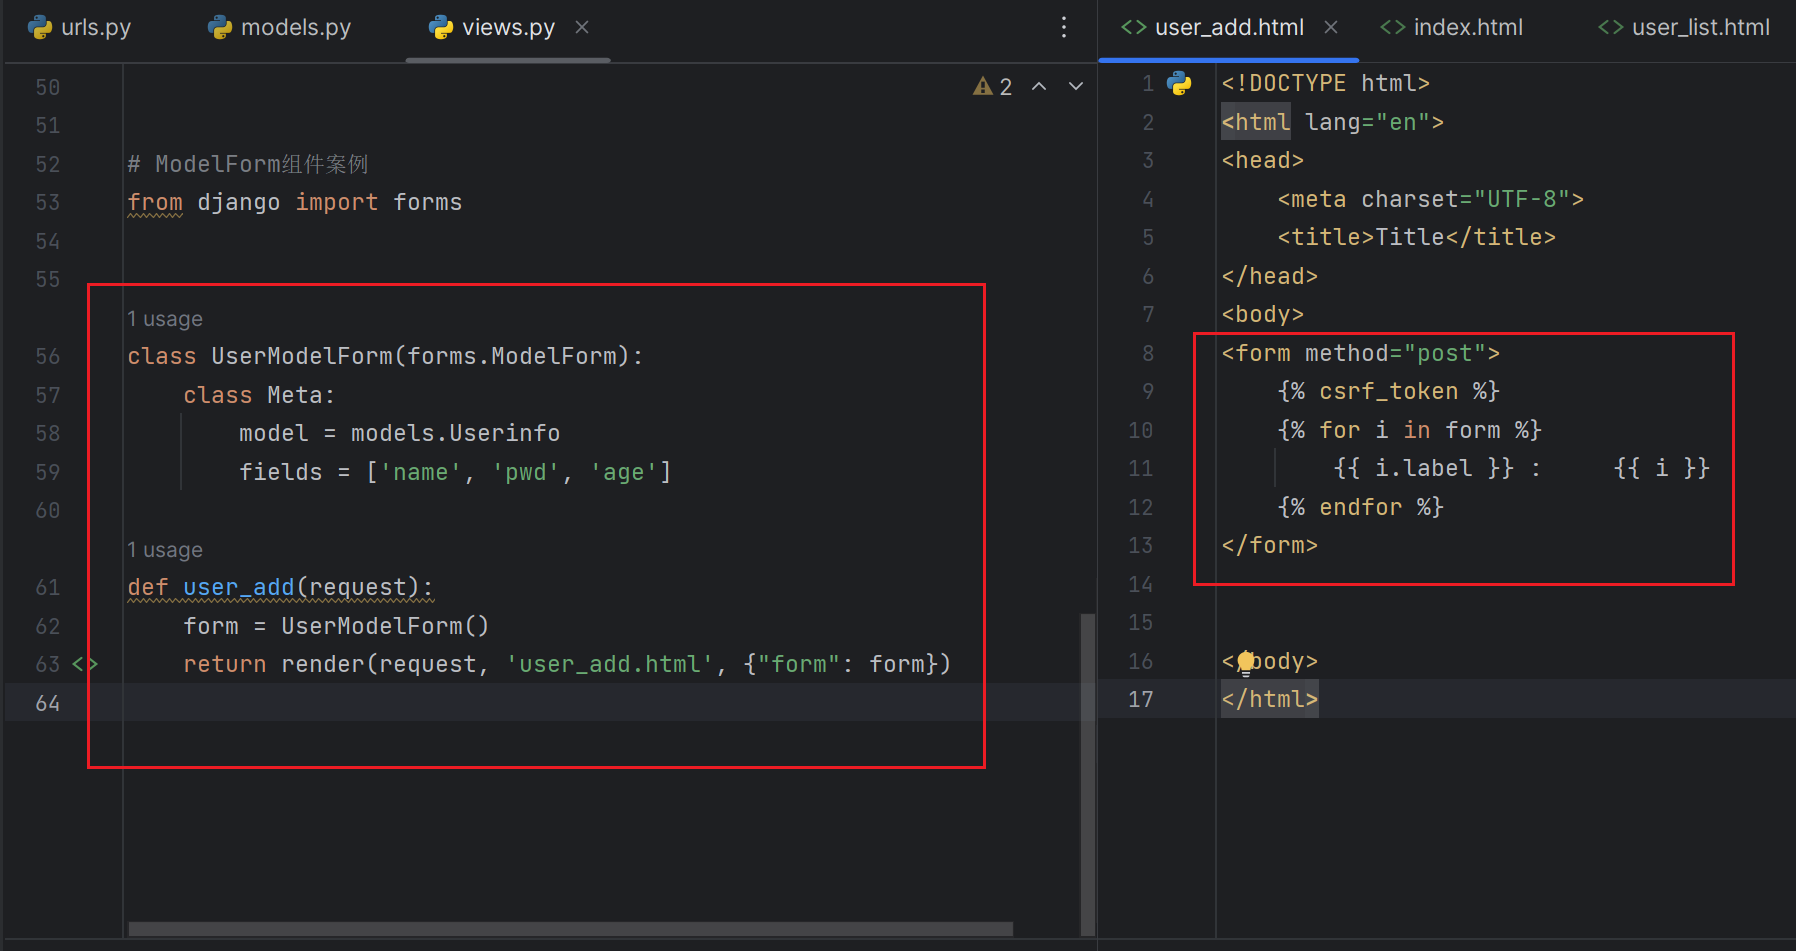 urls.py models.py views.py
2
50
51
52 # ModelForm组件案例
53 from django import forms
54
55
1 usage
56 class UserModelForm(forms.ModelForm):
57     class Meta:
58         model = models.Userinfo
59         fields = ['name', 'pwd', 'age']
60
1 usage
61 def user_add(request):
62     form = UserModelForm()
63     return render(request, 'user_add.html', {"form": form})
64
user_add.html index.html user_list.html
1 <!DOCTYPE html>
2 <html lang="en">
3 <head>
4     <meta charset="UTF-8">
5     <title>Title</title>
6 </head>
7 <body>
8 <form method="post">
9     {% csrf_token %}
10     {% for i in form %}
11         {{ i.label }} :     {{ i }}
12     {% endfor %}
13 </form>
14
15
16 </body>
17 </html>